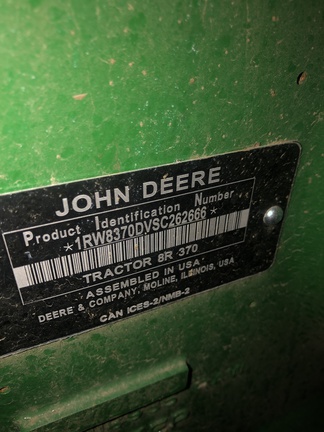 JOHN DEERE
Product Identification Number
*1RW8370DVSC262666*
TRACTOR 8R 370
ASSEMBLED IN USA
DEERE & COMPANY, MOLINE, ILLINOIS, USA
CAN ICES-2/NMB-2